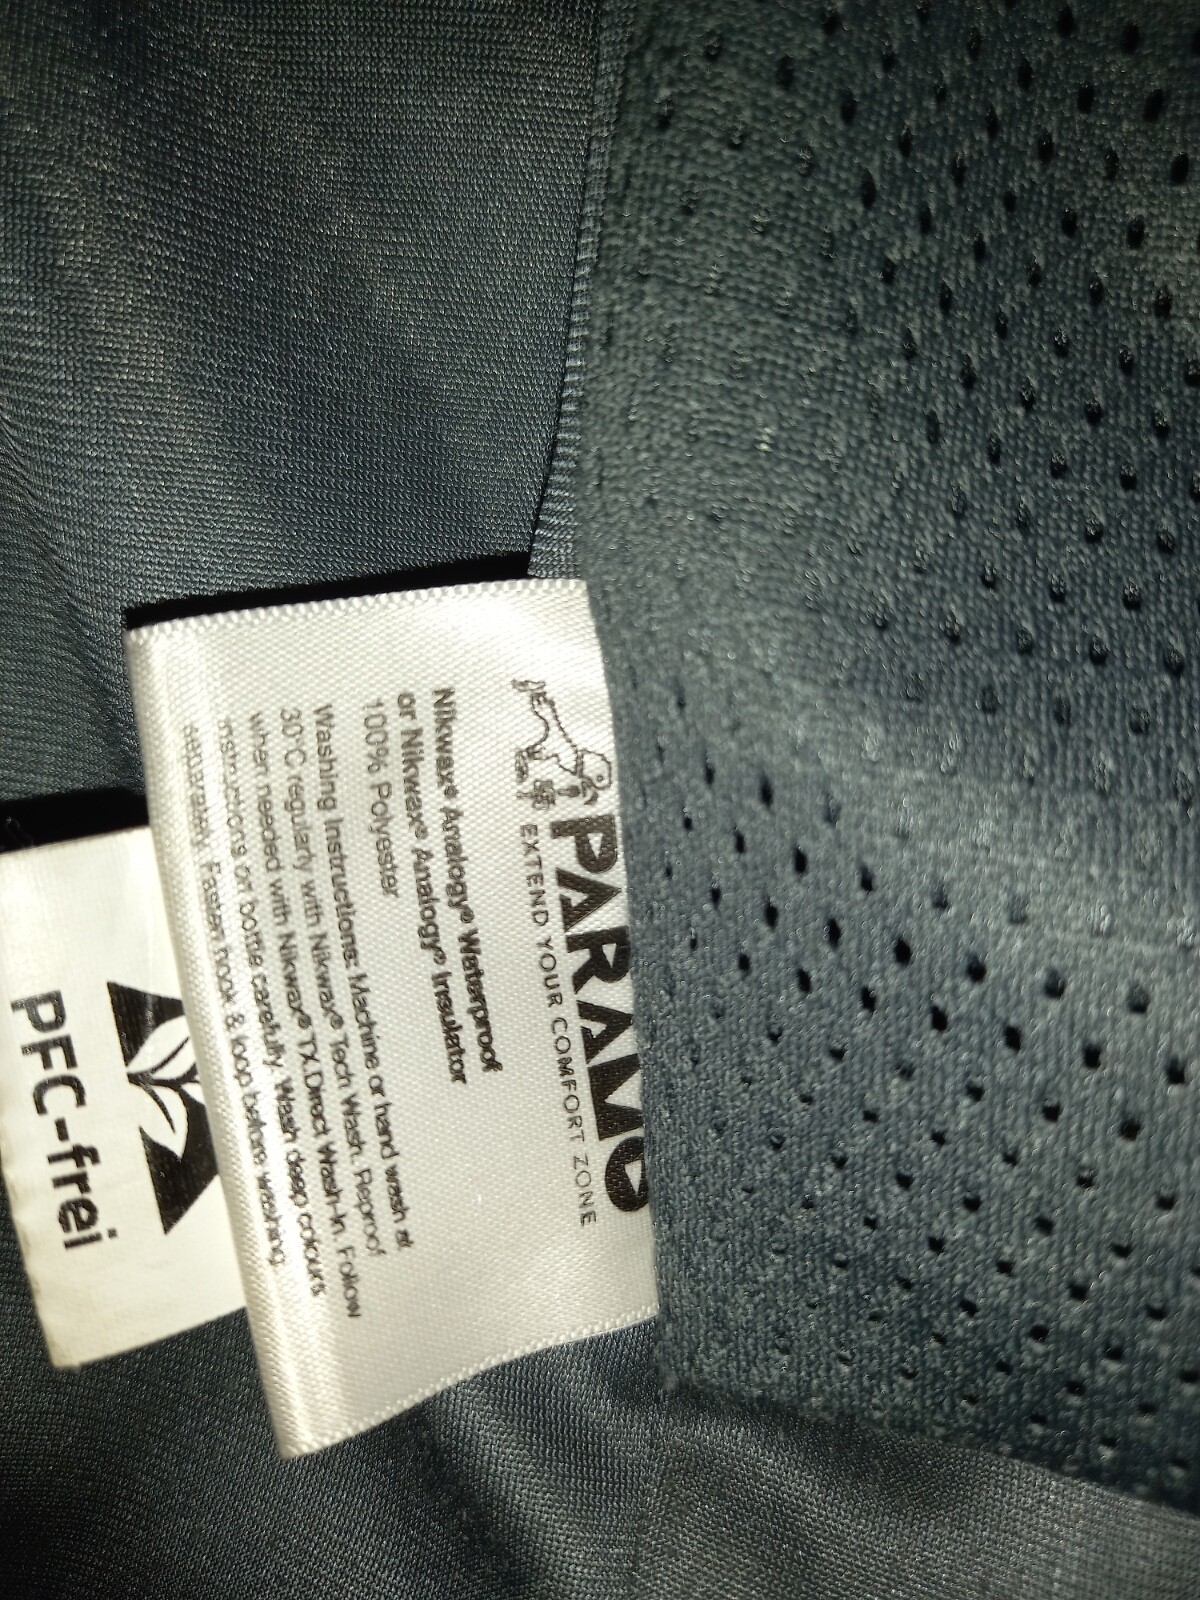 PARAMO
EXTEND YOUR COMFORT ZONE
Nikwax® Analogy® Waterproof
or Nikwax® Analogy® Insulator
100% Polyester
Washing Instructions: Machine or hand wash at
30°C regularly with Nikwax® Tech Wash. Reproof
when needed with Nikwax® TX.Direct Wash-In. Follow
instructions on bottle carefully. Wash deep colours
separately. Fasten hook & loop before washing.
PFC-frei